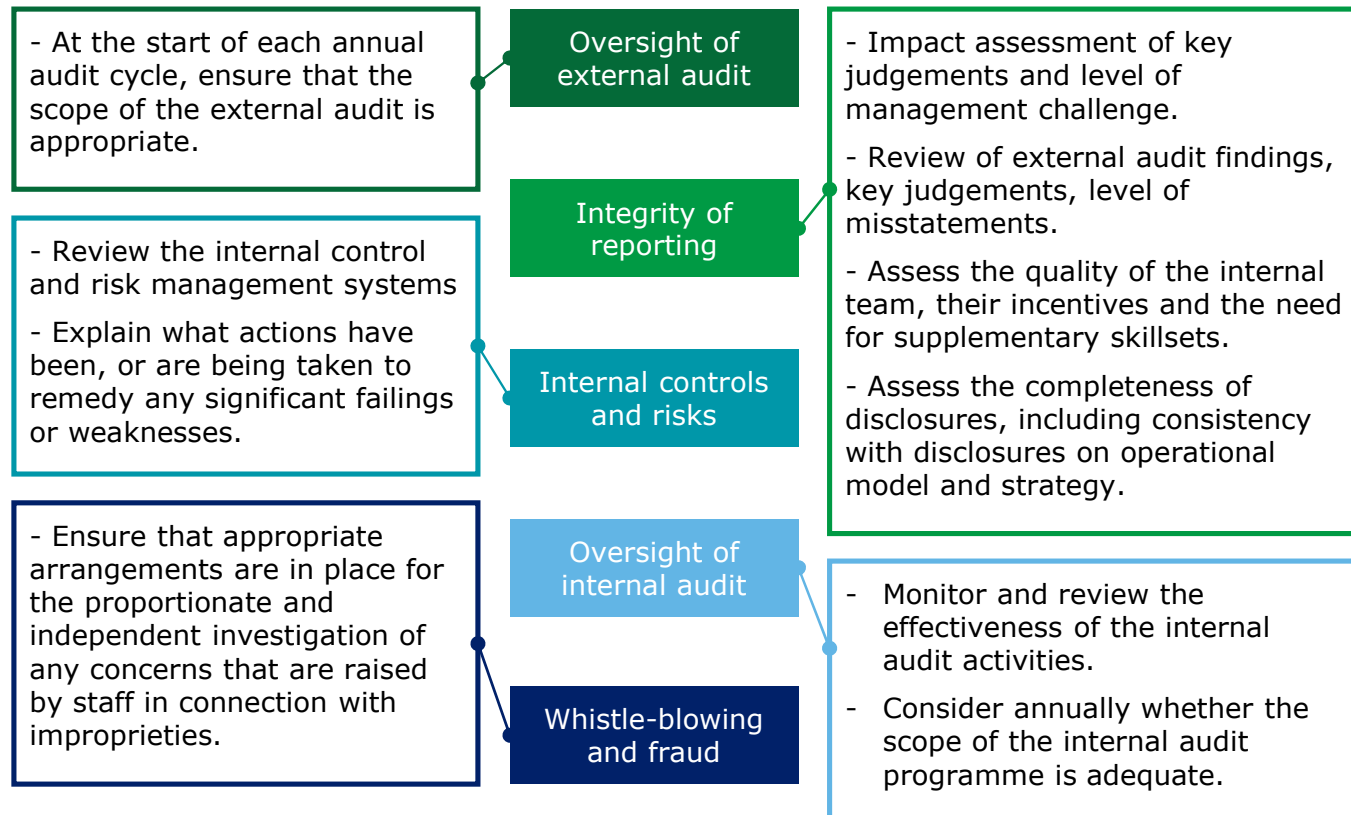 - At the start of each annual
audit cycle, ensure that the
scope of the external audit is
appropriate.
Oversight of
external audit
- Impact assessment of key
judgements and level of
management challenge.
- Review of external audit findings,
key judgements, level of
misstatements.
- Assess the quality of the internal
team, their incentives and the need
for supplementary skillsets.
- Assess the completeness of
disclosures, including consistency
with disclosures on operational
model and strategy.
Integrity of
reporting
- Review the internal control
and risk management systems
- Explain what actions have
been, or are being taken to
remedy any significant failings
or weaknesses.
Internal controls
and risks
- Ensure that appropriate
arrangements are in place for
the proportionate and
independent investigation of
any concerns that are raised
by staff in connection with
improprieties.
Oversight of
internal audit
- Monitor and review the
effectiveness of the internal
audit activities.
- Consider annually whether the
scope of the internal audit
programme is adequate.
Whistle-blowing
and fraud